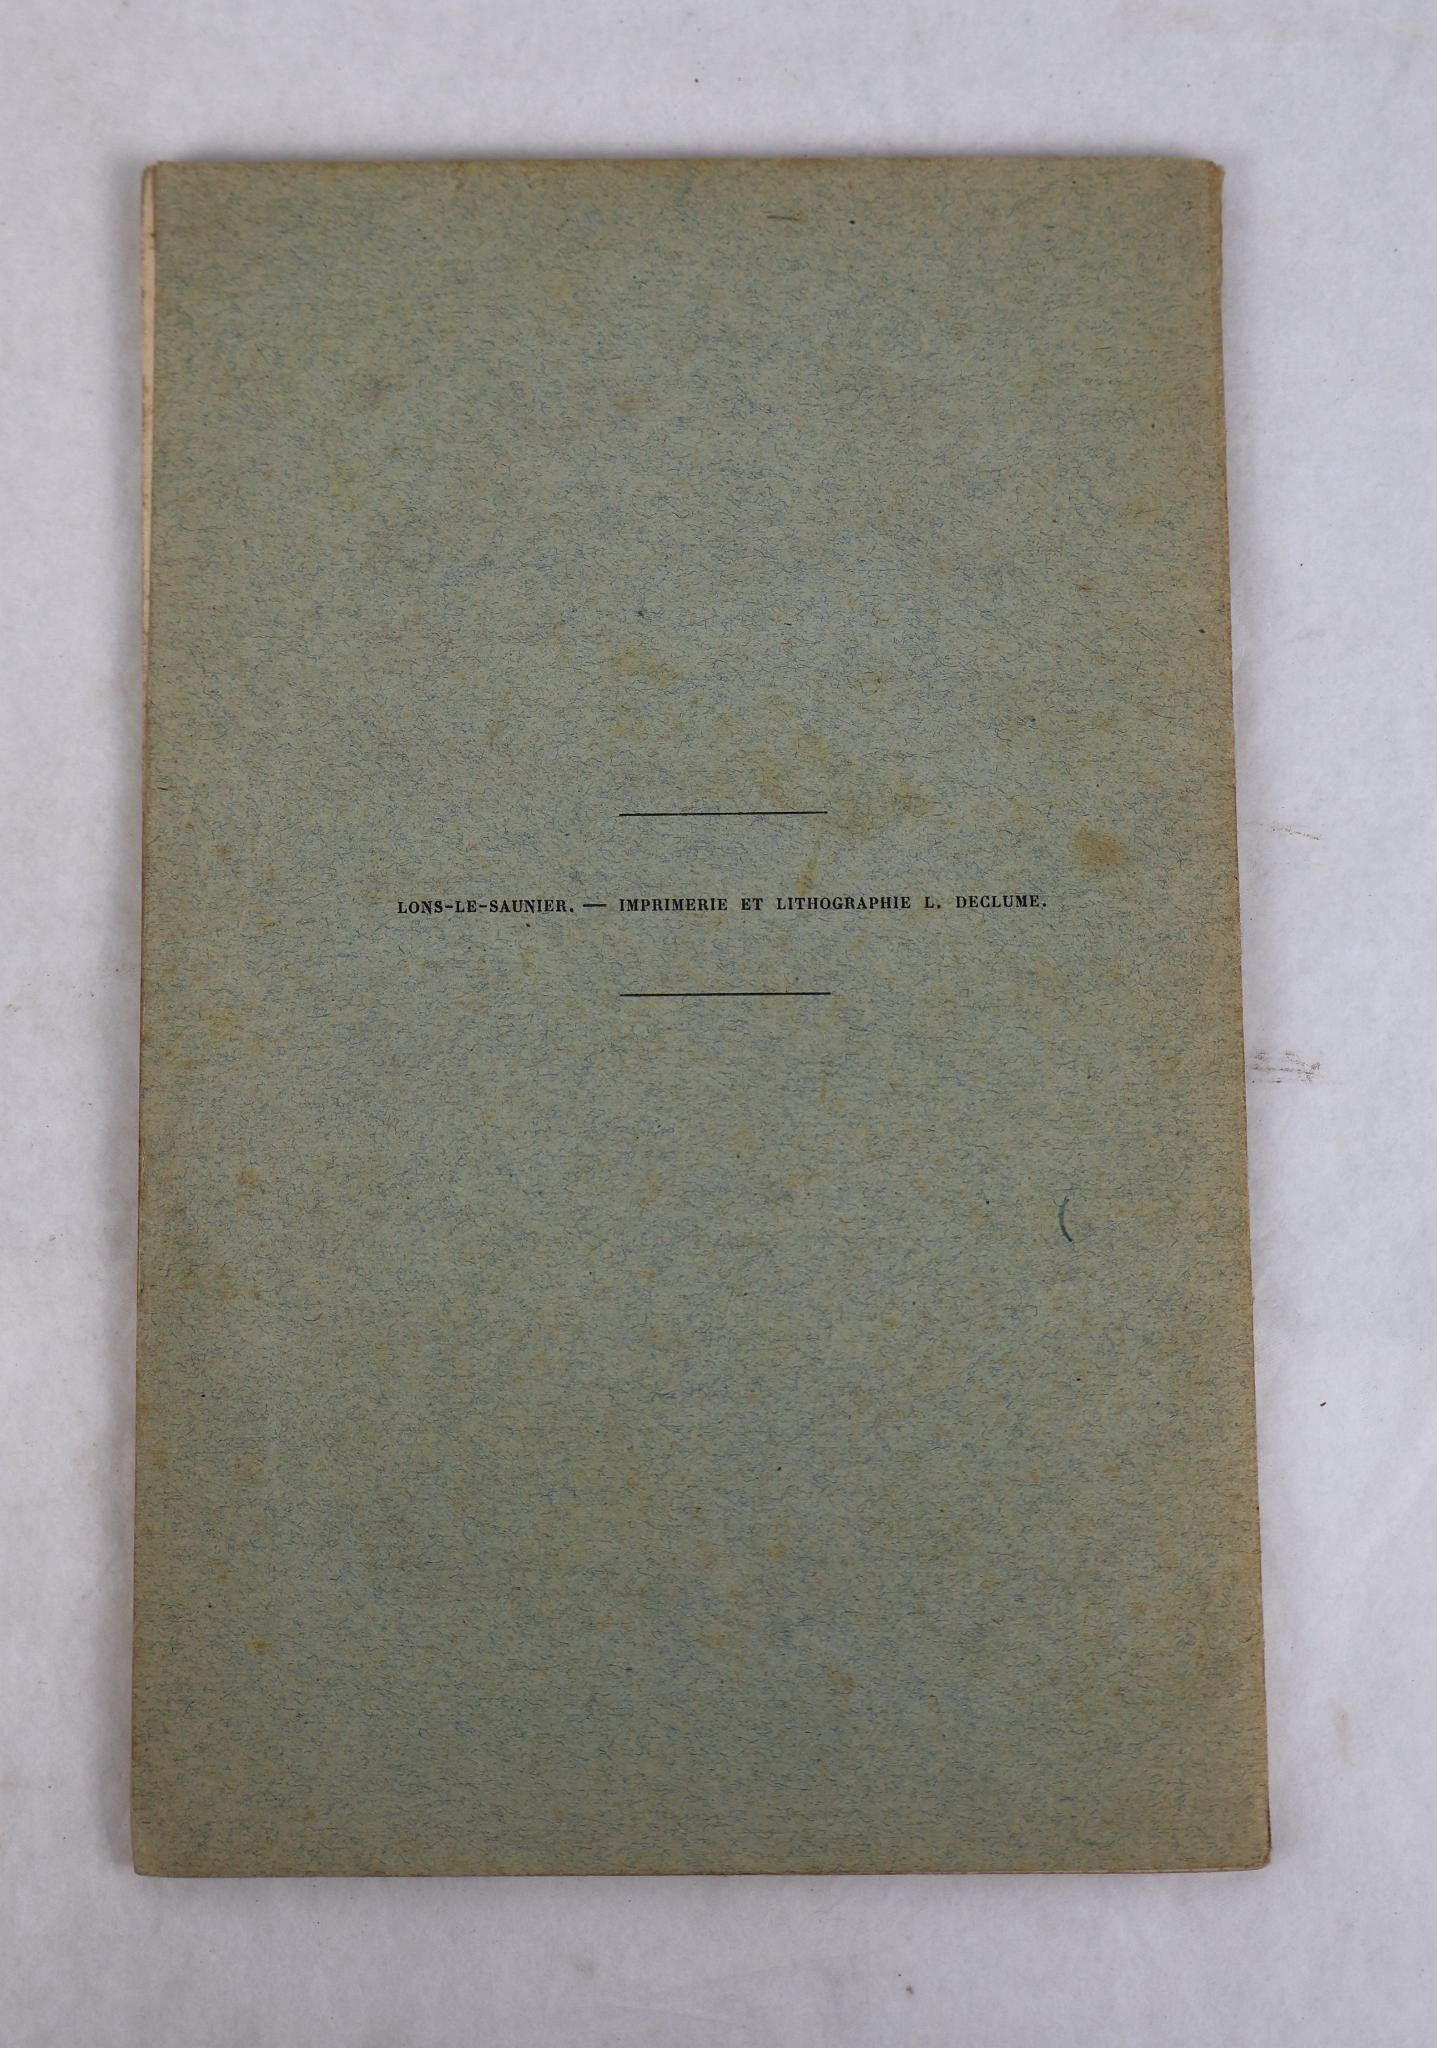 LONS-LE-SAUNIER. — IMPRIMERIE ET LITHOGRAPHIE L. DECLUME.